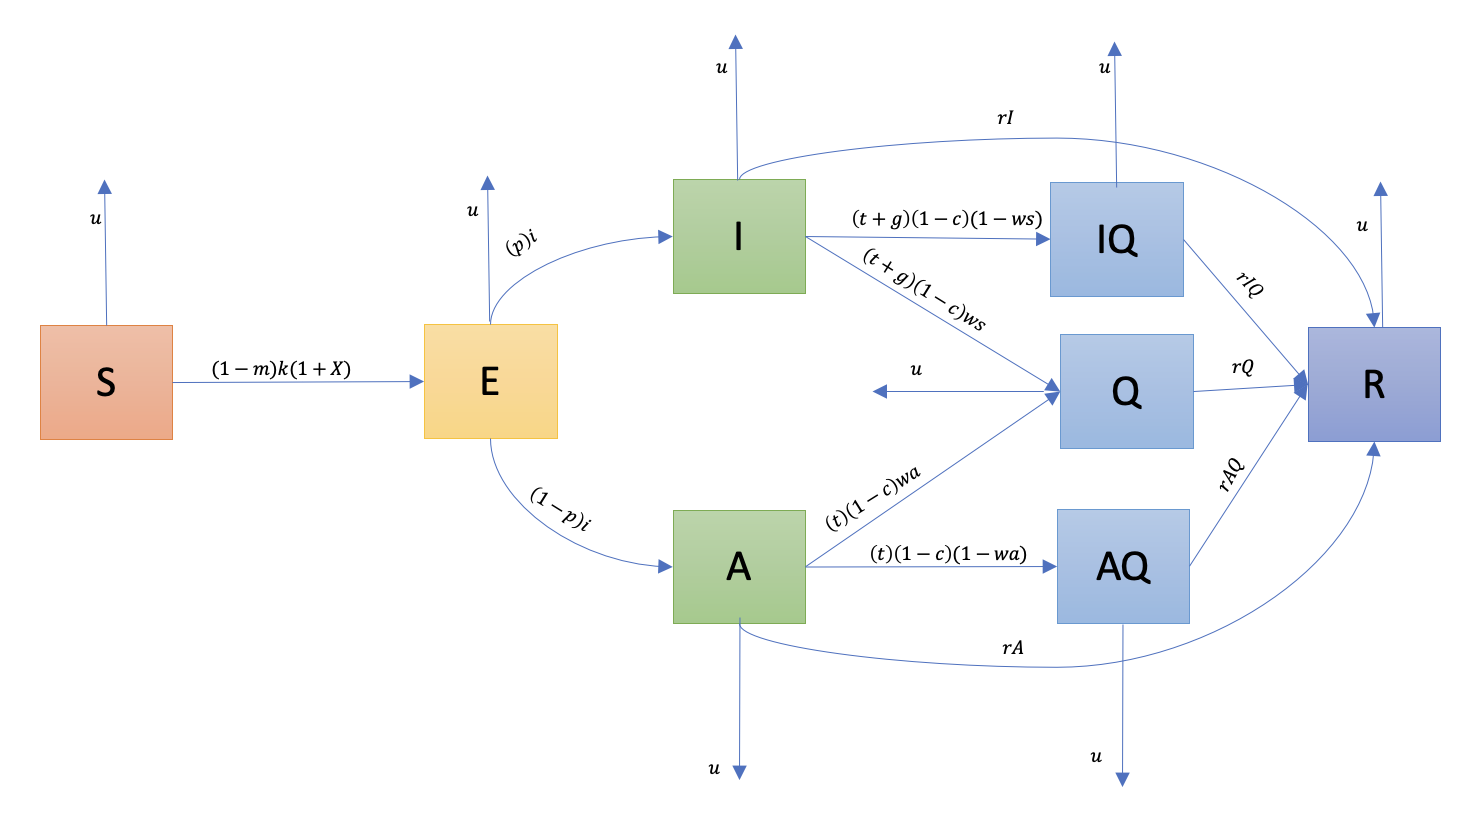 u
u
rI
u
u
u
(p)i
I
(t+g)(1−c)(1−ws)
IQ
u
(t+g)(1−c)ws
rIQ
S
(1−m)k(1+X)
E
u
Q
rQ
R
(1−p)i
(t)(1−c)wa
rAQ
A
(t)(1−c)(1−wa)
AQ
rA
u
u